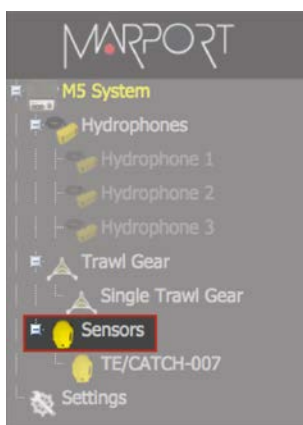 MARPORT
M5 System
Hydrophones
Hydrophone 1
Hydrophone 2
Hydrophone 3
Trawl Gear
Single Trawl Gear
Sensors
TE/CATCH-007
Settings